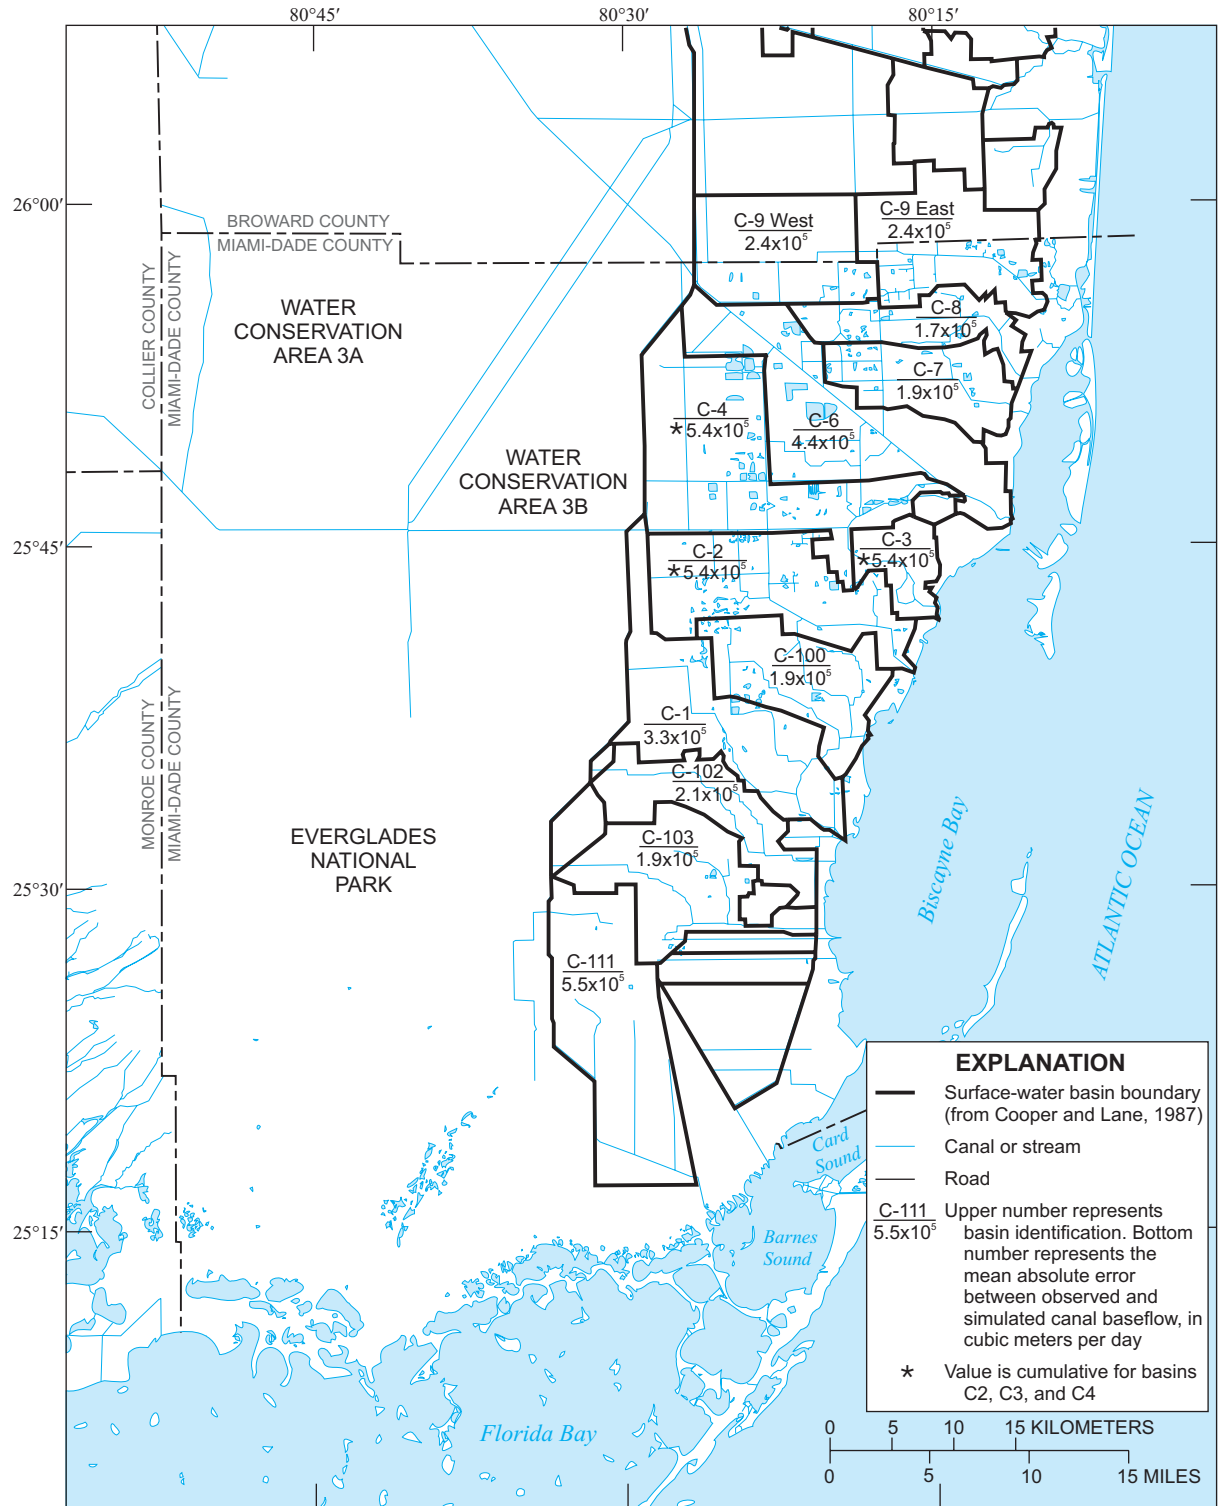 80°45′
80°30′
80°15′
26°00′
BROWARD COUNTY
MIAMI-DADE COUNTY
COLLIER COUNTY
MIAMI-DADE COUNTY
WATER
CONSERVATION
AREA 3A
C-9 West
2.4x10⁵
C-9 East
2.4x10⁵
C-8
1.7x10⁵
C-7
1.9x10⁵
C-4
*5.4x10⁵
C-6
4.4x10⁵
WATER
CONSERVATION
AREA 3B
25°45′
C-2
*5.4x10⁵
C-3
*5.4x10⁵
C-100
1.9x10⁵
MONROE COUNTY
MIAMI-DADE COUNTY
C-1
3.3x10⁵
C-102
2.1x10⁵
EVERGLADES
NATIONAL
PARK
C-103
1.9x10⁵
Biscayne Bay
ATLANTIC OCEAN
25°30′
C-111
5.5x10⁵
Card
Sound
25°15′
Barnes
Sound
Florida Bay
EXPLANATION
Surface-water basin boundary
(from Cooper and Lane, 1987)
Canal or stream
Road
C-111
5.5x10⁵
Upper number represents
basin identification. Bottom
number represents the
mean absolute error
between observed and
simulated canal baseflow, in
cubic meters per day
* Value is cumulative for basins
C2, C3, and C4
0 5 10 15 KILOMETERS
0 5 10 15 MILES